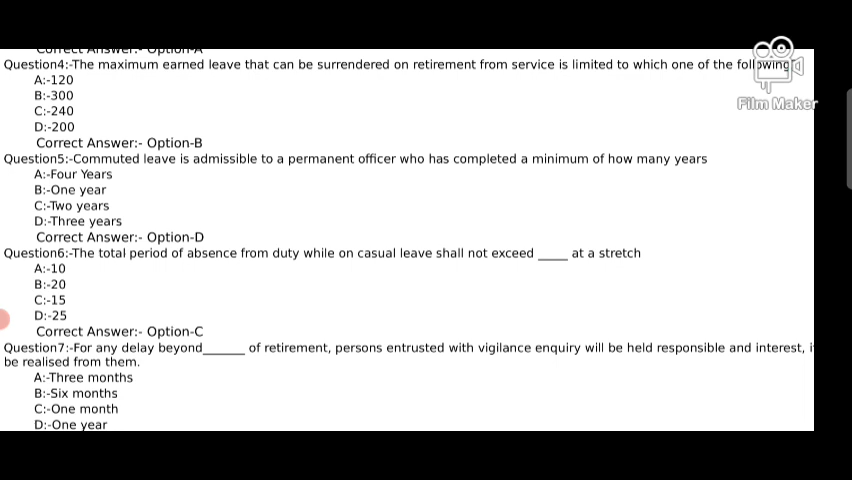 Correct Answer:- Option-A
Question4:-The maximum earned leave that can be surrendered on retirement from service is limited to which one of the following
A:-120
B:-300
C:-240
D:-200
Correct Answer:- Option-B
Question5:-Commuted leave is admissible to a permanent officer who has completed a minimum of how many years
A:-Four Years
B:-One year
C:-Two years
D:-Three years
Correct Answer:- Option-D
Question6:-The total period of absence from duty while on casual leave shall not exceed _____ at a stretch
A:-10
B:-20
C:-15
D:-25
Correct Answer:- Option-C
Question7:-For any delay beyond_______ of retirement, persons entrusted with vigilance enquiry will be held responsible and interest,
be realised from them.
A:-Three months
B:-Six months
C:-One month
D:-One year
Film Maker